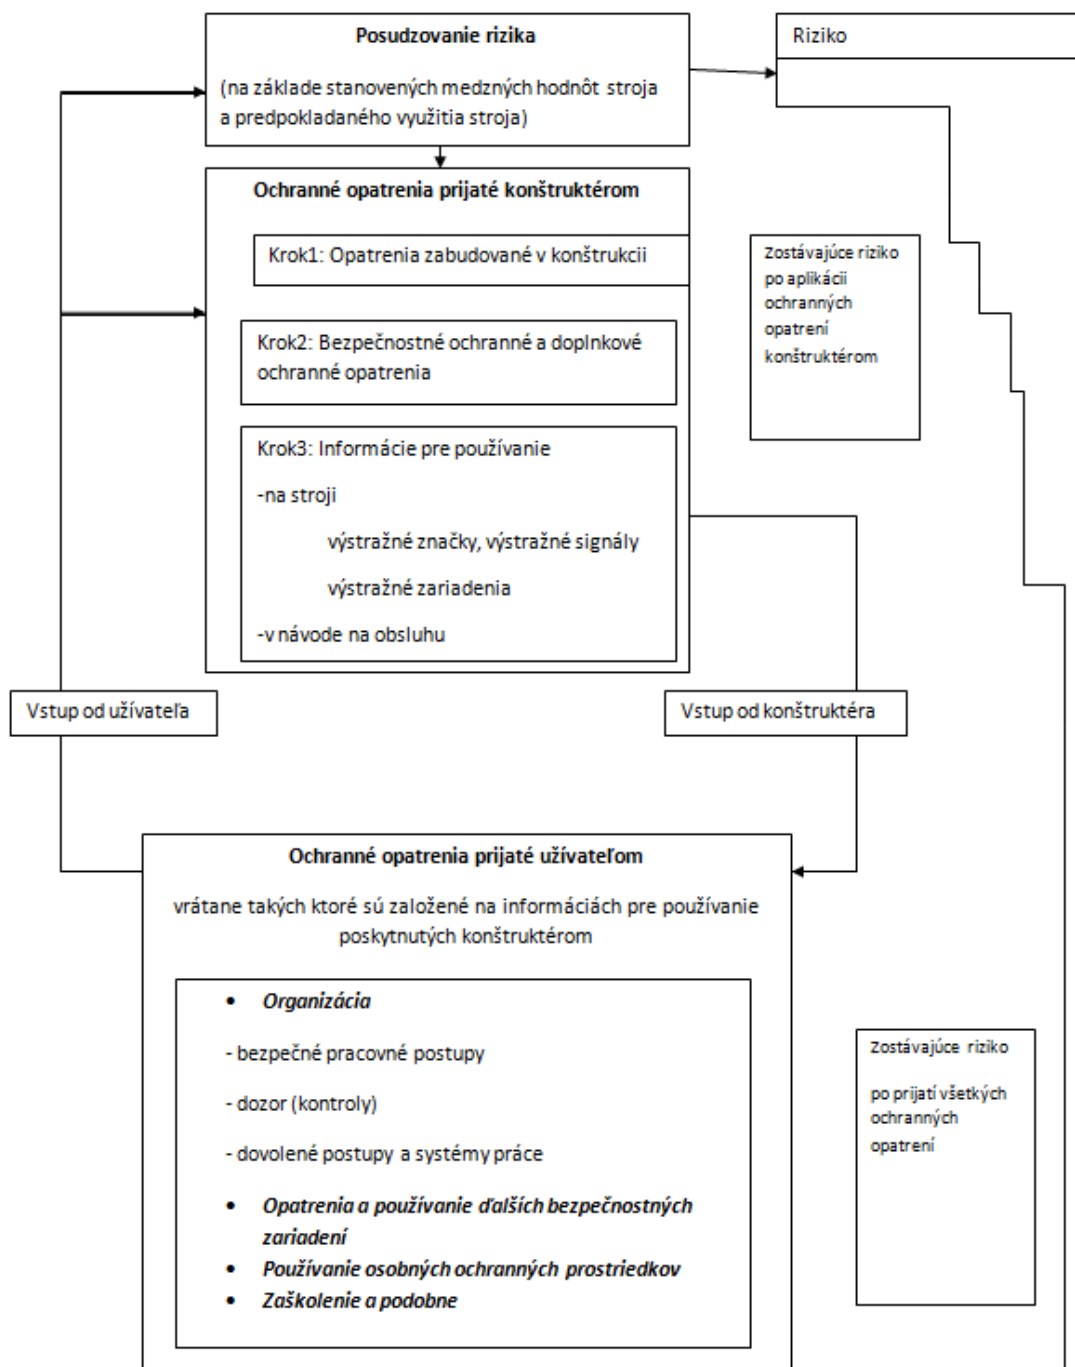 Posudzovanie rizika
(na základe stanovených medzných hodnôt stroja
a predpokladaného využitia stroja)
Riziko
Ochranné opatrenia prijaté konštruktérom
Krok1: Opatrenia zabudované v konštrukcii
Krok2: Bezpečnostné ochranné a doplnkové
ochranné opatrenia
Krok3: Informácie pre používanie
-na stroji
výstražné značky, výstražné signály
výstražné zariadenia
-v návode na obsluhu
Zostávajúce riziko
po aplikácii
ochranných
opatrení
konštruktérom
Vstup od užívateľa
Vstup od konštruktéra
Ochranné opatrenia prijaté užívateľom
vrátane takých ktoré sú založené na informáciách pre používanie
poskytnutých konštruktérom
• Organizácia
- bezpečné pracovné postupy
- dozor (kontroly)
- dovolené postupy a systémy práce
• Opatrenia a používanie ďalších bezpečnostných
zariadení
• Používanie osobných ochranných prostriedkov
• Zaškolenie a podobne
Zostávajúce riziko
po prijatí všetkých
ochranných
opatrení